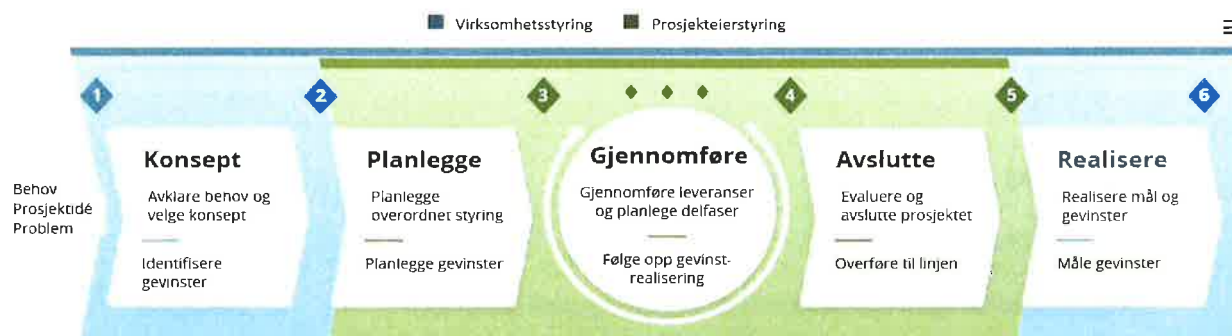 Virksomhetsstyring
Prosjekteierstyring
1
2
3
4
5
6
Behov
Prosjektidé
Problem
Konsept
Avklare behov og
velge konsept
Identifisere
gevinster
Planlegge
Planlegge
overordnet styring
Planlegge gevinster
Gjennomføre
Gjennomføre leveranser
og planlege delfaser
Følge opp gevinst-
realisering
Avslutte
Evaluere og
avslutte prosjektet
Overføre til linjen
Realisere
Realisere mål og
gevinster
Måle gevinster